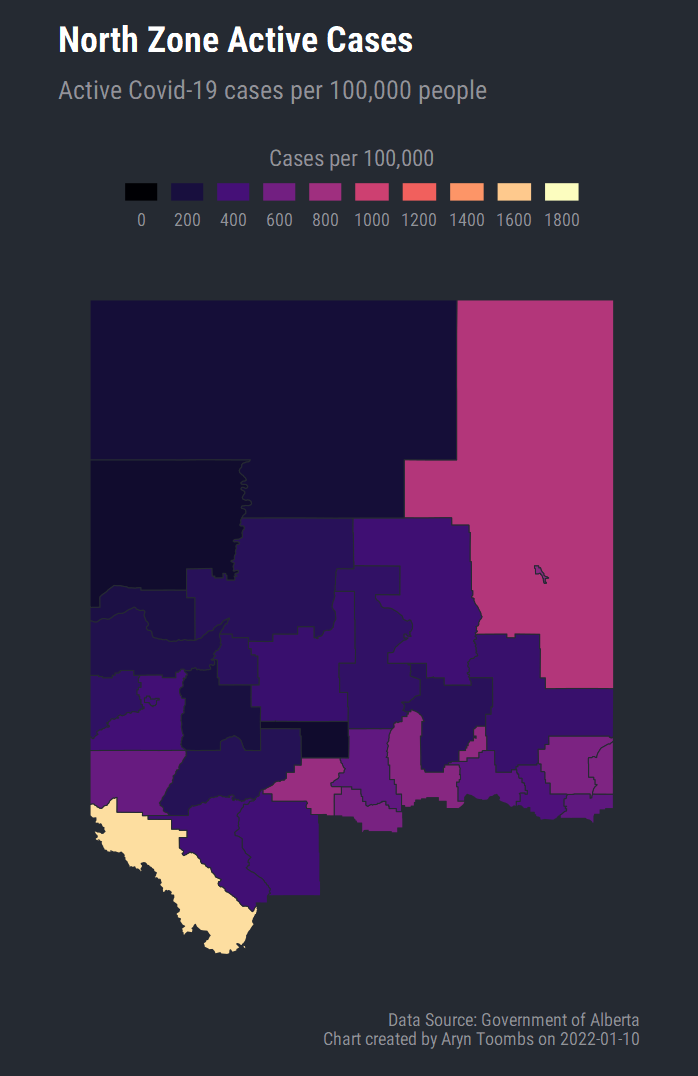 North Zone Active Cases
Active Covid-19 cases per 100,000 people
Cases per 100,000
0 200 400 600 800 1000 1200 1400 1600 1800
Data Source: Government of Alberta
Chart created by Aryn Toombs on 2022-01-10